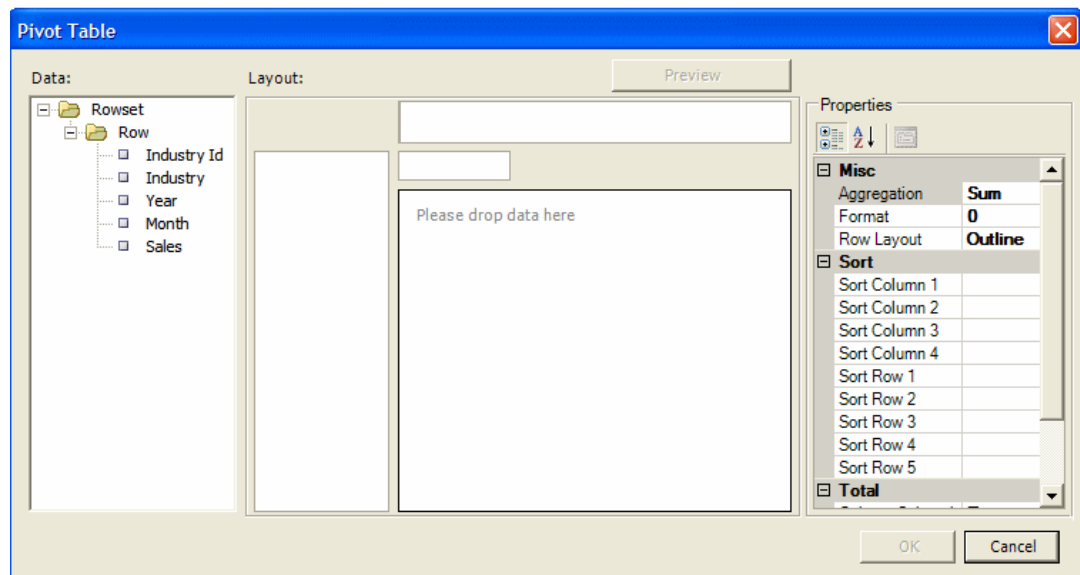 Pivot Table
Data:
Layout:
Preview
Rowset
Row
Industry Id
Industry
Year
Month
Sales
Please drop data here
Properties
Misc
Aggregation Sum
Format 0
Row Layout Outline
Sort
Sort Column 1
Sort Column 2
Sort Column 3
Sort Column 4
Sort Row 1
Sort Row 2
Sort Row 3
Sort Row 4
Sort Row 5
Total
OK
Cancel